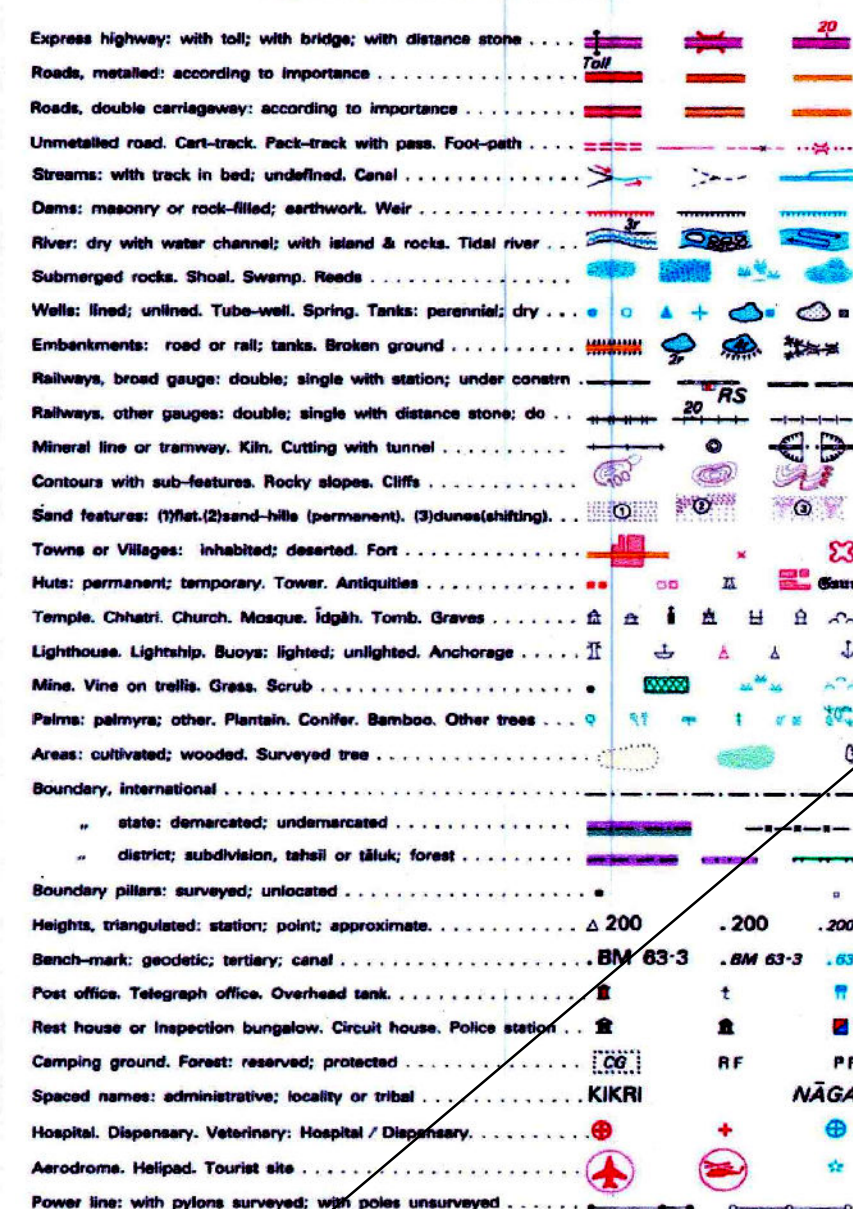 Express highway: with toll; with bridge; with distance stone . . . . Toll 20
Roads, metalled: according to importance . . . . . . . . . . . . . . .
Roads, double carriageway: according to importance . . . . . . . . .
Unmetalled road. Cart-track. Pack-track with pass. Foot-path . . . .
Streams: with track in bed; undefined. Canal . . . . . . . . . . . . .
Dams: masonry or rock-filled; earthwork. Weir . . . . . . . . . . . .
River: dry with water channel; with island & rocks. Tidal river . . . 3r
Submerged rocks. Shoal. Swamp. Reeds . . . . . . . . . . . . . . .
Wells: lined; unlined. Tube-well. Spring. Tanks: perennial; dry . . .
Embankments: road or rail; tanks. Broken ground . . . . . . . . . . 2r 4r
Railways, broad gauge: double; single with station; under constrn . RS
Railways, other gauges: double; single with distance stone; do . . 20
Mineral line or tramway. Kiln. Cutting with tunnel . . . . . . . . . .
Contours with sub-features. Rocky slopes. Cliffs . . . . . . . . . . . 100
Sand features: (1)flat.(2)sand-hills (permanent). (3)dunes(shifting). . . 1 2 3
Towns or Villages: inhabited; deserted. Fort . . . . . . . . . . . . .
Huts: permanent; temporary. Tower. Antiquities . . . . . . . . . . .
Temple. Chhatri. Church. Mosque. Īdgāh. Tomb. Graves . . . . . . .
Lighthouse. Lightship. Buoys: lighted; unlighted. Anchorage . . . . .
Mine. Vine on trellis. Grass. Scrub . . . . . . . . . . . . . . . . . . .
Palms: palmyra; other. Plantain. Conifer. Bamboo. Other trees . . .
Areas: cultivated; wooded. Surveyed tree . . . . . . . . . . . . . . .
Boundary, international . . . . . . . . . . . . . . . . . . . . . . . . . .
„ state: demarcated; undemarcated . . . . . . . . . . . . . .
„ district; subdivision, tahsil or tāluk; forest . . . . . . . . .
Boundary pillars: surveyed; unlocated . . . . . . . . . . . . . . . . .
Heights, triangulated: station; point; approximate. . . . . . . . . . . . 200 .200 .200
Bench-mark: geodetic; tertiary; canal . . . . . . . . . . . . . . . . . .BM 63·3 .BM 63·3 .63
Post office. Telegraph office. Overhead tank. . . . . . . . . . . . . . .
Rest house or Inspection bungalow. Circuit house. Police station . .
Camping ground. Forest: reserved; protected . . . . . . . . . . . . . CG RF PF
Spaced names: administrative; locality or tribal . . . . . . . . . . . . KIKRI NĀGA
Hospital. Dispensary. Veterinary: Hospital / Dispensary. . . . . . . . .
Aerodrome. Helipad. Tourist site . . . . . . . . . . . . . . . . . . . .
Power line: with pylons surveyed; with poles unsurveyed . . . . . .